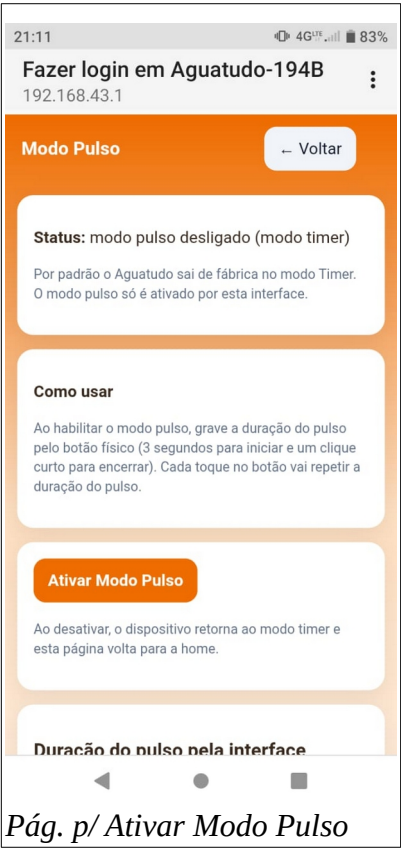 21:11 4GLTE 83%
Fazer login em Aguatudo-194B
192.168.43.1
Modo Pulso ← Voltar
Status: modo pulso desligado (modo timer)
Por padrão o Aguatudo sai de fábrica no modo Timer.
O modo pulso só é ativado por esta interface.
Como usar
Ao habilitar o modo pulso, grave a duração do pulso
pelo botão físico (3 segundos para iniciar e um clique
curto para encerrar). Cada toque no botão vai repetir a
duração do pulso.
Ativar Modo Pulso
Ao desativar, o dispositivo retorna ao modo timer e
esta página volta para a home.
Duração do pulso pela interface
Pág. p/ Ativar Modo Pulso